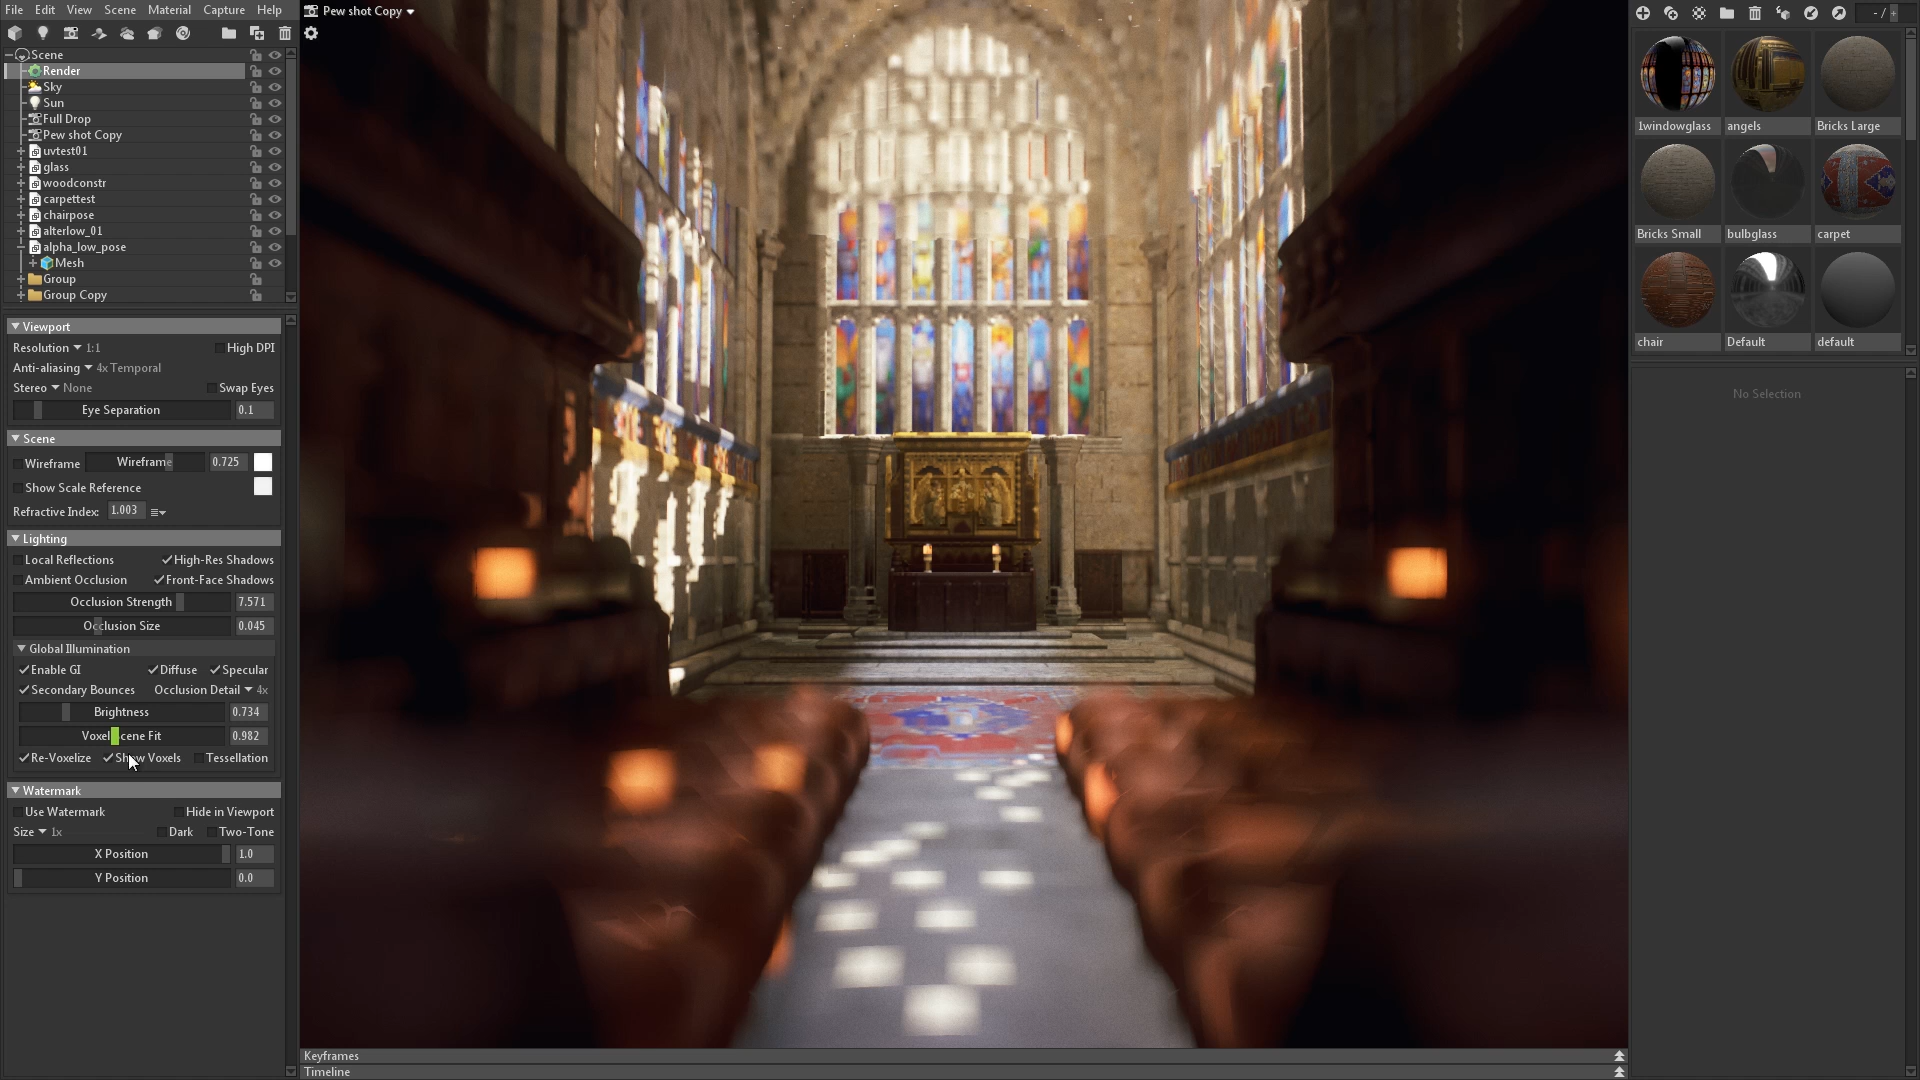 File Edit View Scene Material Capture Help
Pew shot Copy
- / +
Scene
Render
Sky
Sun
Full Drop
Pew shot Copy
uvtest01
glass
woodconstr
carpettest
chairpose
alterlow_01
alpha_low_pose
Mesh
Group
Group Copy
Viewport
Resolution 1:1 High DPI
Anti-aliasing 4x Temporal
Stereo None Swap Eyes
Eye Separation 0.1
Scene
Wireframe Wireframe 0.725
Show Scale Reference
Refractive Index: 1.003
Lighting
Local Reflections High-Res Shadows
Ambient Occlusion Front-Face Shadows
Occlusion Strength 7.571
Occlusion Size 0.045
Global Illumination
Enable GI Diffuse Specular
Secondary Bounces Occlusion Detail 4x
Brightness 0.734
Voxel Scene Fit 0.982
Re-Voxelize Show Voxels Tessellation
Watermark
Use Watermark Hide in Viewport
Size 1x Dark Two-Tone
X Position 1.0
Y Position 0.0
Keyframes
Timeline
1windowglass angels Bricks Large
Bricks Small bulbglass carpet
chair Default default
No Selection